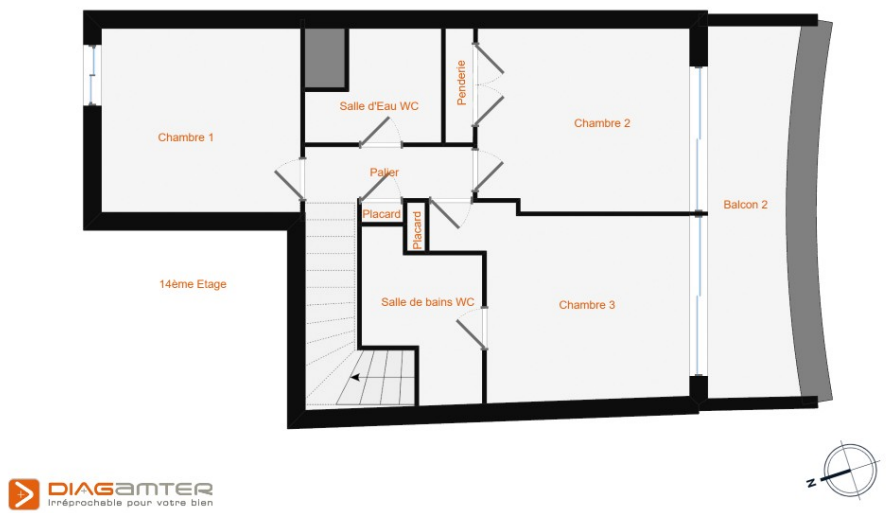 Chambre 1
Salle d'Eau WC
Penderie
Chambre 2
Palier
Placard
Placard
Balcon 2
14ème Etage
Salle de bains WC
Chambre 3
N
DIAGAMTER
Irréprochable pour votre bien